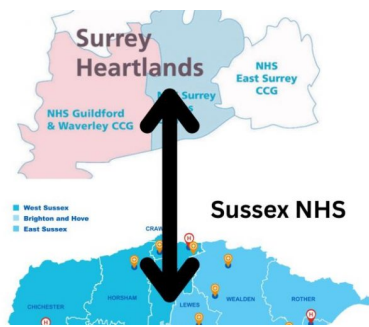 Surrey
Heartlands
NHS
East Surrey
CCG
Surrey
NHS Guildford
& Waverley CCG
West Sussex
Brighton and Hove
East Sussex
Sussex NHS
H
HORSHAM
WEALDEN
ROTHER
CHICHESTER
LEWES
H
H